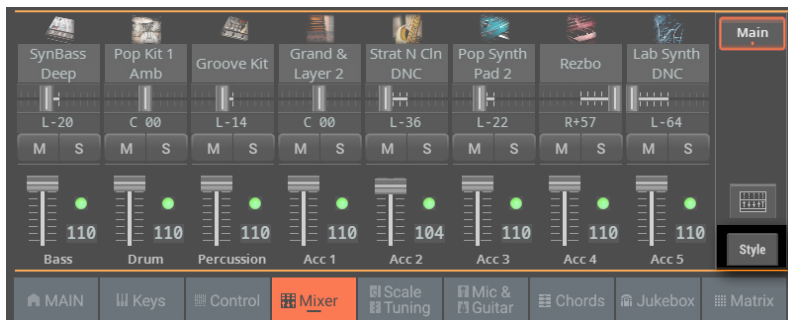 SynBass Deep
Pop Kit 1 Amb
Groove Kit
Grand & Layer 2
Strat N Cln DNC
Pop Synth Pad 2
Rezbo
Lab Synth DNC
Main
L-20 C 00 L-14 C 00 L-36 L-22 R+57 L-64
M S M S M S M S M S M S M S M S
110 110 110 110 104 110 110 110
Bass Drum Percussion Acc 1 Acc 2 Acc 3 Acc 4 Acc 5
Style
MAIN
Keys
Control
Mixer
Scale
Tuning
Mic &
Guitar
Chords
Jukebox
Matrix